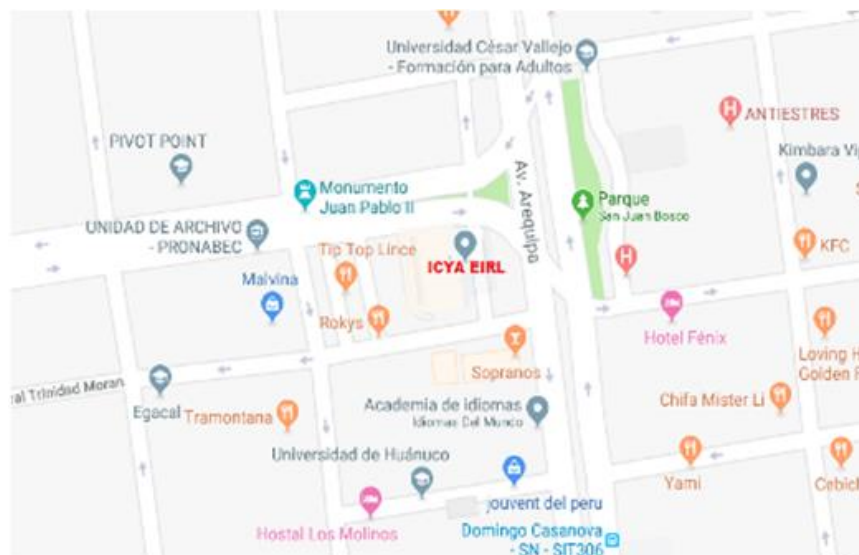 Universidad César Vallejo
- Formación para Adultos
ANTIESTRES
PIVOT POINT
Kimbara
Monumento
Juan Pablo II
Av. Arequipa
Parque
San Juan Bosco
UNIDAD DE ARCHIVO
- PRONABEC
Tip Top Lince
KFC
ICYA EIRL
Malvina
Rokys
Hotel Fénix
Loving
Golden
Sopranos
Trinidad Moran
Egacal
Tramontana
Academia de idiomas
Idiomas Del Mundo
Chifa Mister Li
Universidad de Huánuco
Yami
jouvent del peru
Hostal Los Molinos
Domingo Casanova
- SN - SIT306